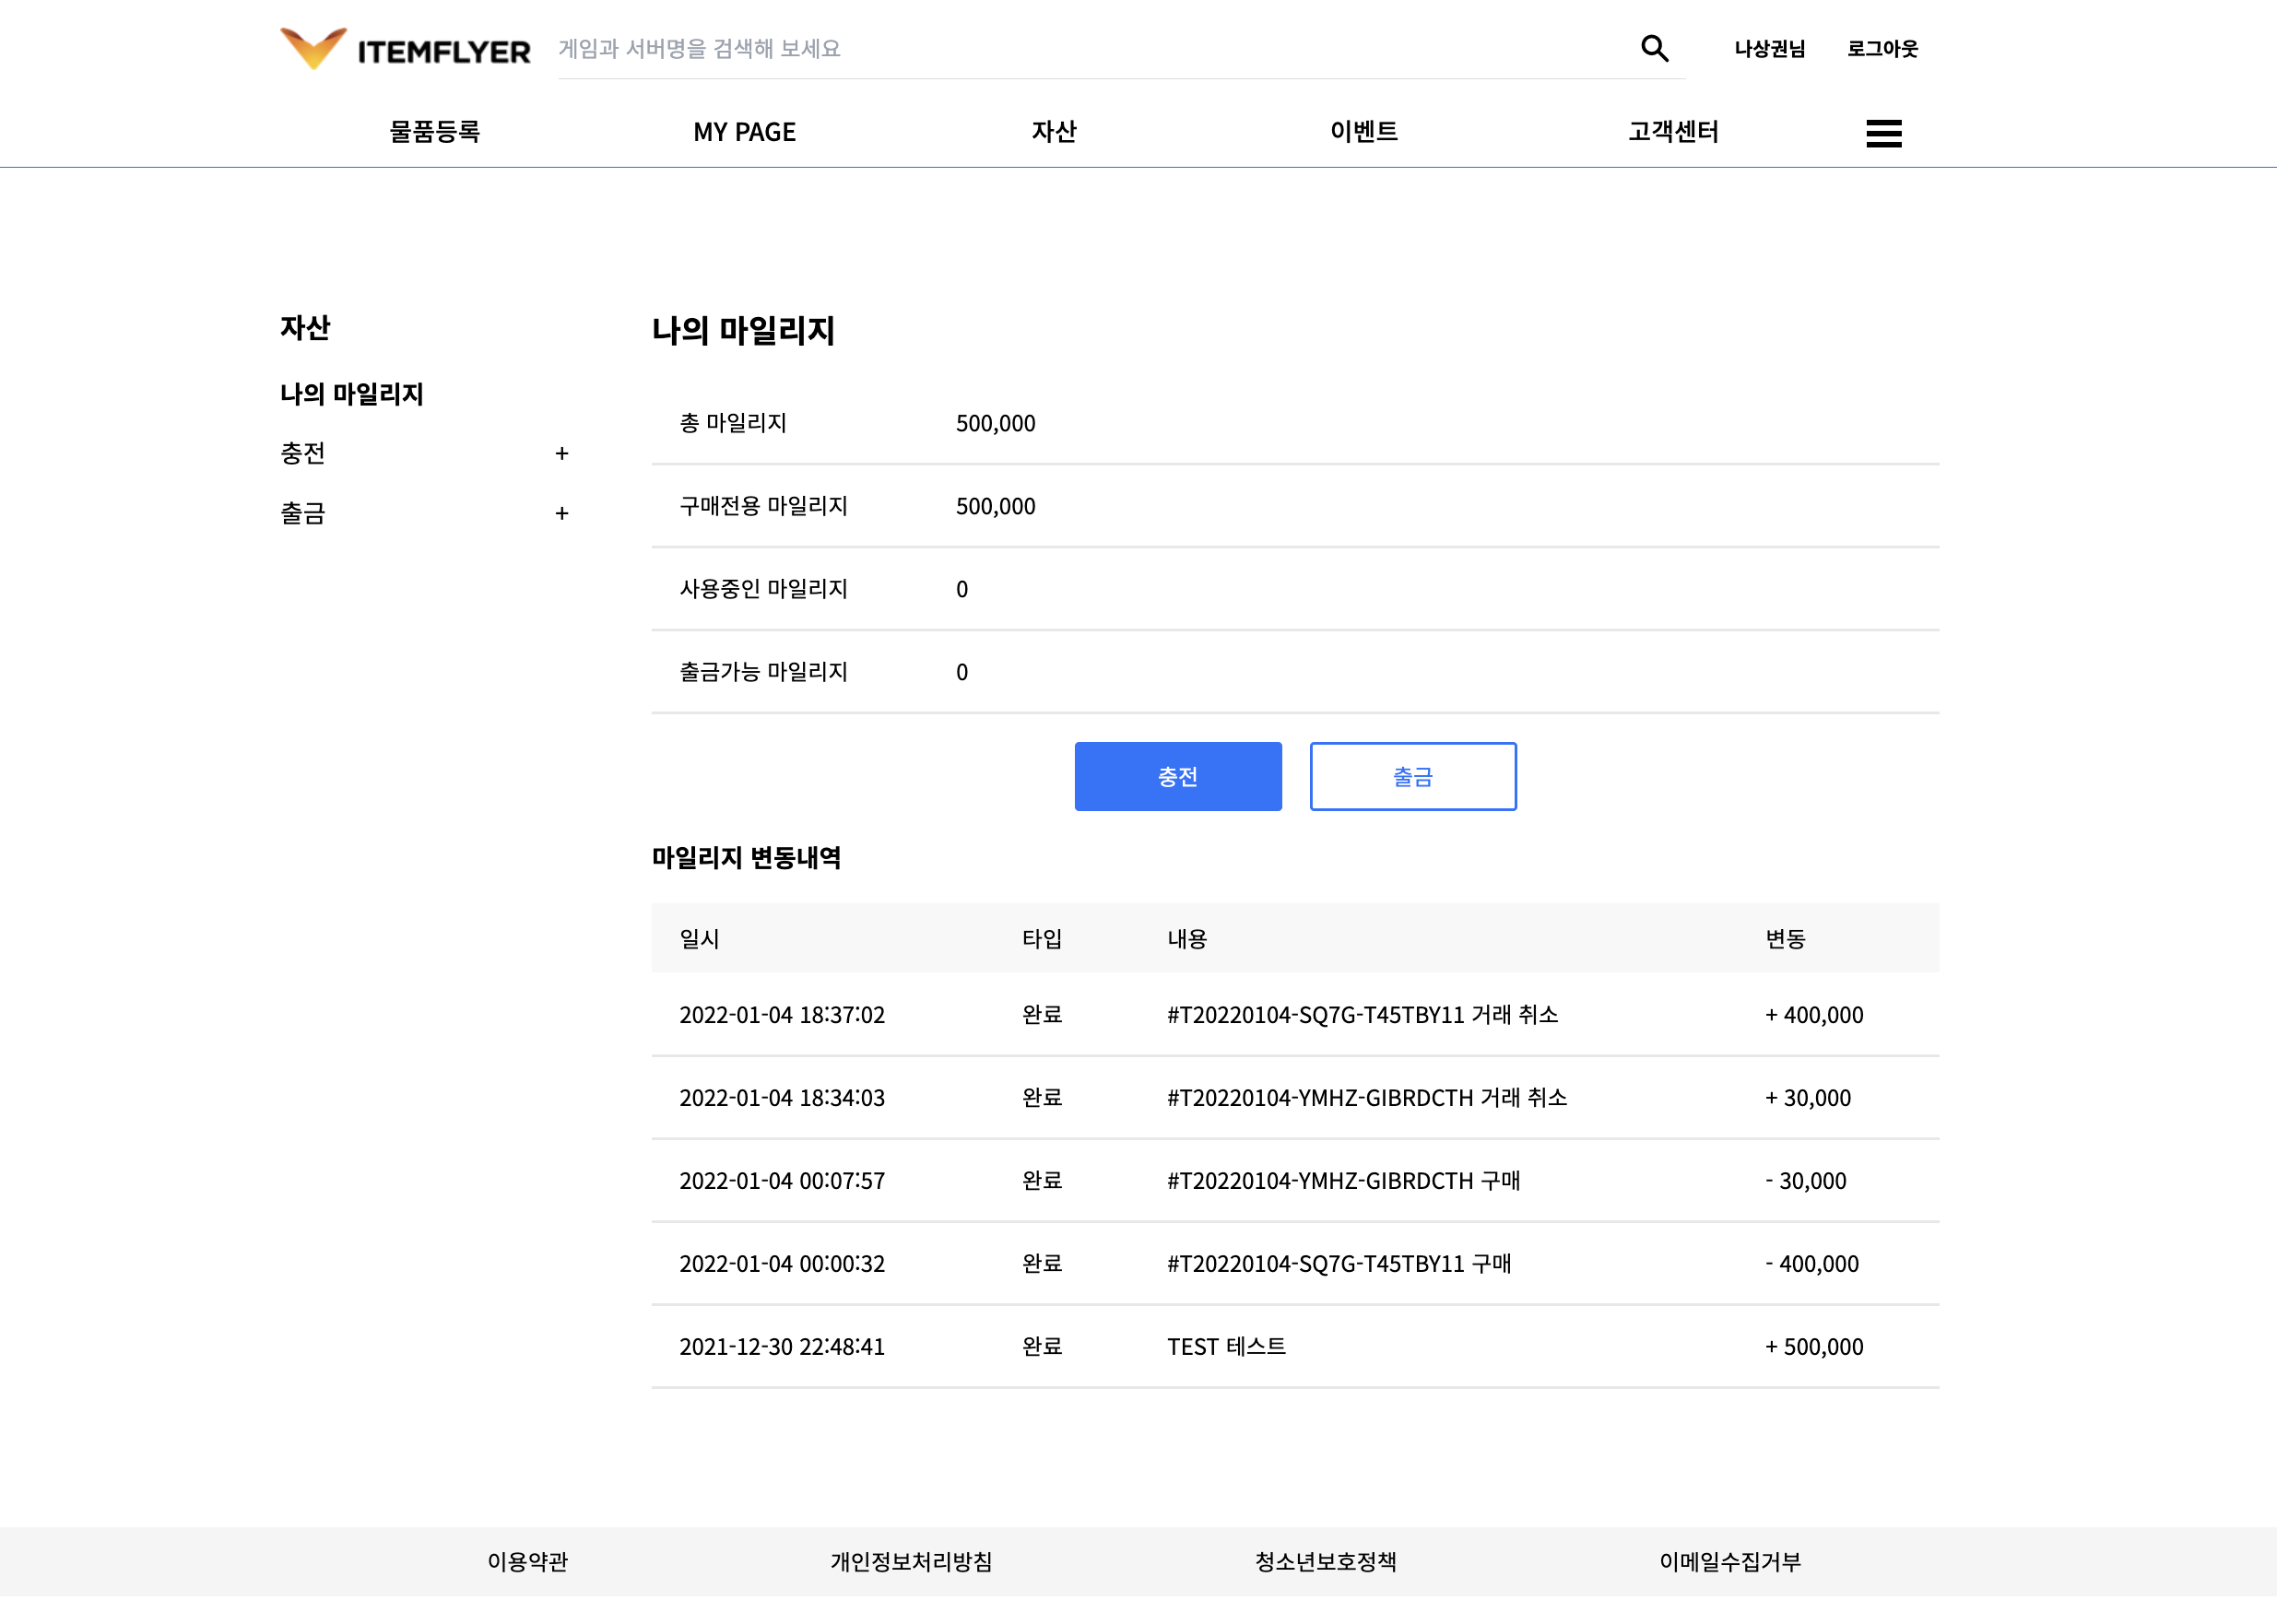 ITEMFLYER 게임과 서버명을 검색해 보세요 나상권님 로그아웃
물품등록 MY PAGE 자산 이벤트 고객센터
자산
나의 마일리지
충전 +
출금 +
나의 마일리지
총 마일리지 500,000
구매전용 마일리지 500,000
사용중인 마일리지 0
출금가능 마일리지 0
충전 출금
마일리지 변동내역
일시 타입 내용 변동
2022-01-04 18:37:02 완료 #T20220104-SQ7G-T45TBY11 거래 취소 + 400,000
2022-01-04 18:34:03 완료 #T20220104-YMHZ-GIBRDCTH 거래 취소 + 30,000
2022-01-04 00:07:57 완료 #T20220104-YMHZ-GIBRDCTH 구매 - 30,000
2022-01-04 00:00:32 완료 #T20220104-SQ7G-T45TBY11 구매 - 400,000
2021-12-30 22:48:41 완료 TEST 테스트 + 500,000
이용약관 개인정보처리방침 청소년보호정책 이메일수집거부